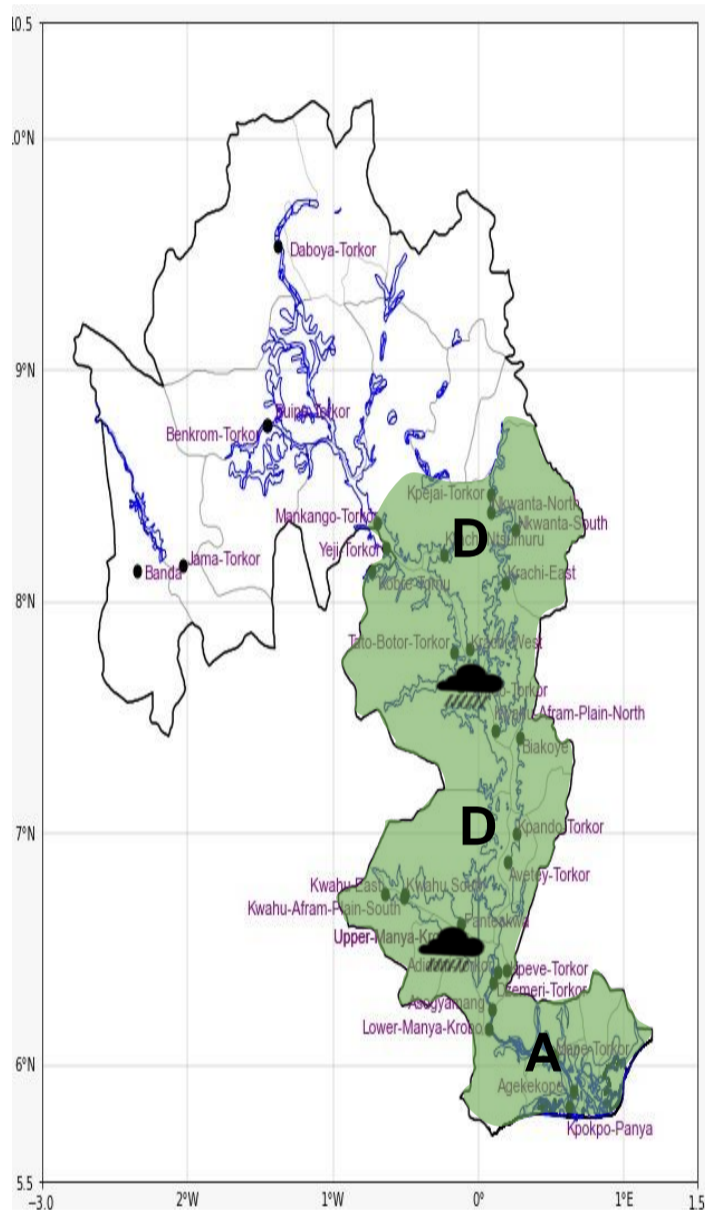 10.5
10°N
Daboya-Torkor
9°N
Benkrom-Torkor
Kpejai-Torkor
Nkwanta-North
Mankango-Torkor
D
Nkwanta-South
Yeji-Torkor
Krachi-East
Jama-Torkor
Banda
8°N
Tato-Botor-Torkor
Krachi-West
-Afram-Plain-North
Biakoye
7°N
D
Kpando-Torkor
Avetey-Torkor
Kwahu-East
Kwahu South
Kwahu-Afram-Plain-South
Upper-Manya-Kro
Kpeve-Torkor
Dzemeri-Torkor
Asogyamang
Lower-Manya-Krobo
6°N
A
Agekekope
Kpokpo-Panya
5.5
−3.0
2°W
1°W
0°
1°E
1.5